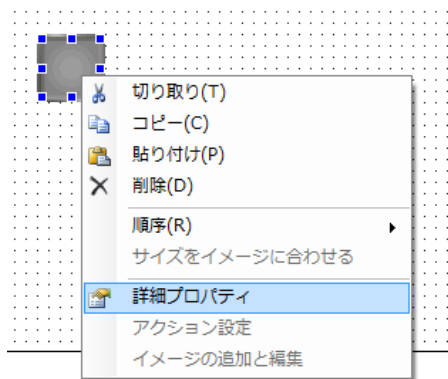 切り取り(T)
コピー(C)
貼り付け(P)
削除(D)
順序(R)
サイズをイメージに合わせる
詳細プロパティ
アクション設定
イメージの追加と編集